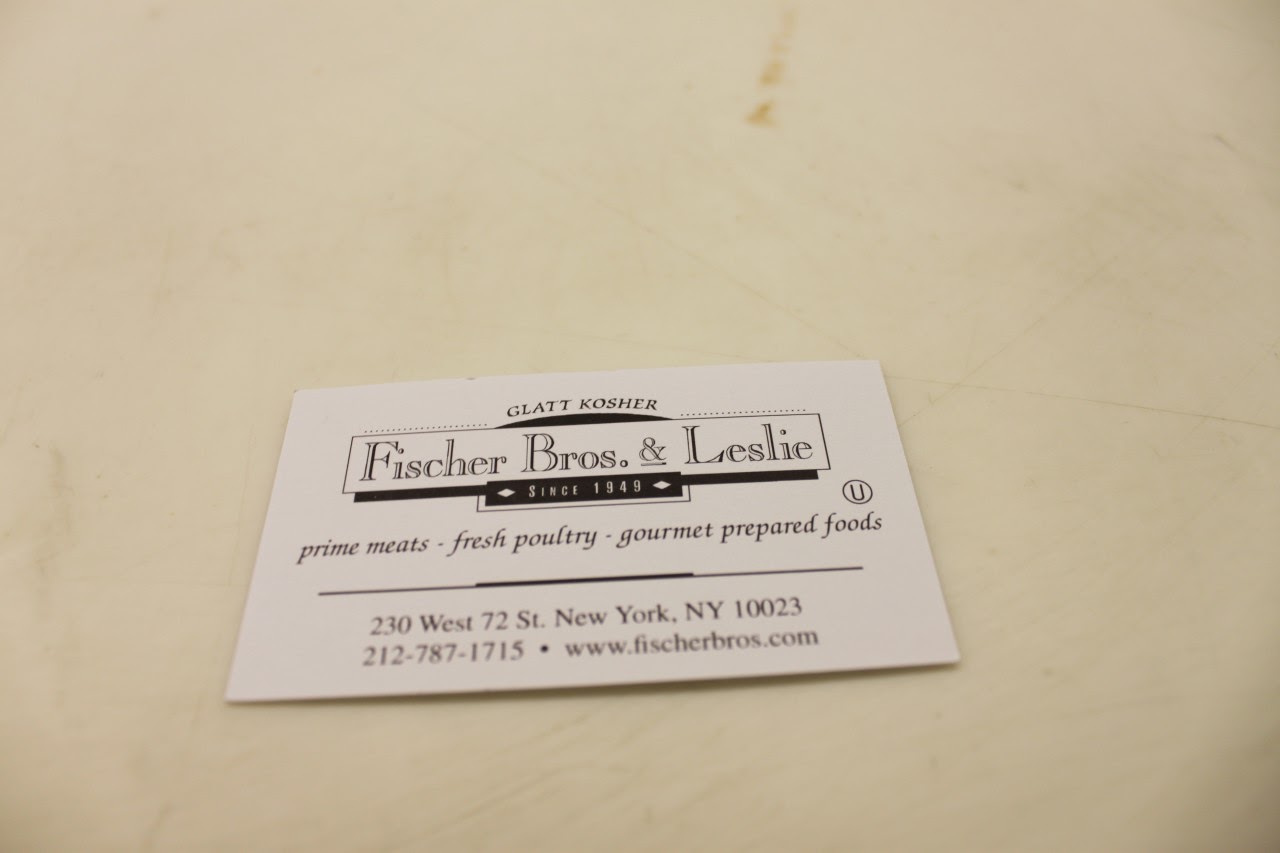 GLATT KOSHER
Fischer Bros. & Leslie
SINCE 1949
U
prime meats - fresh poultry - gourmet prepared foods
230 West 72 St. New York, NY 10023
212-787-1715 • www.fischerbros.com